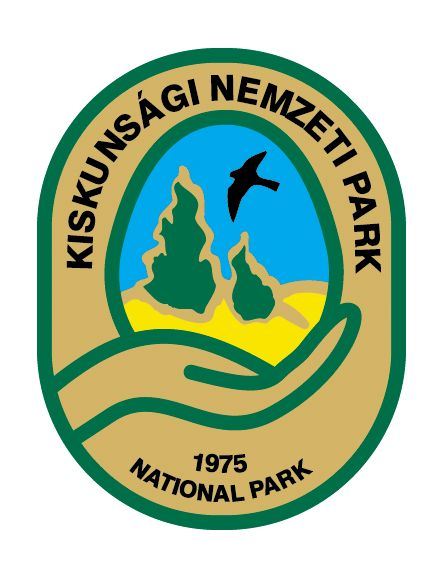 KISKUNSÁGI NEMZETI PARK
1975
NATIONAL PARK